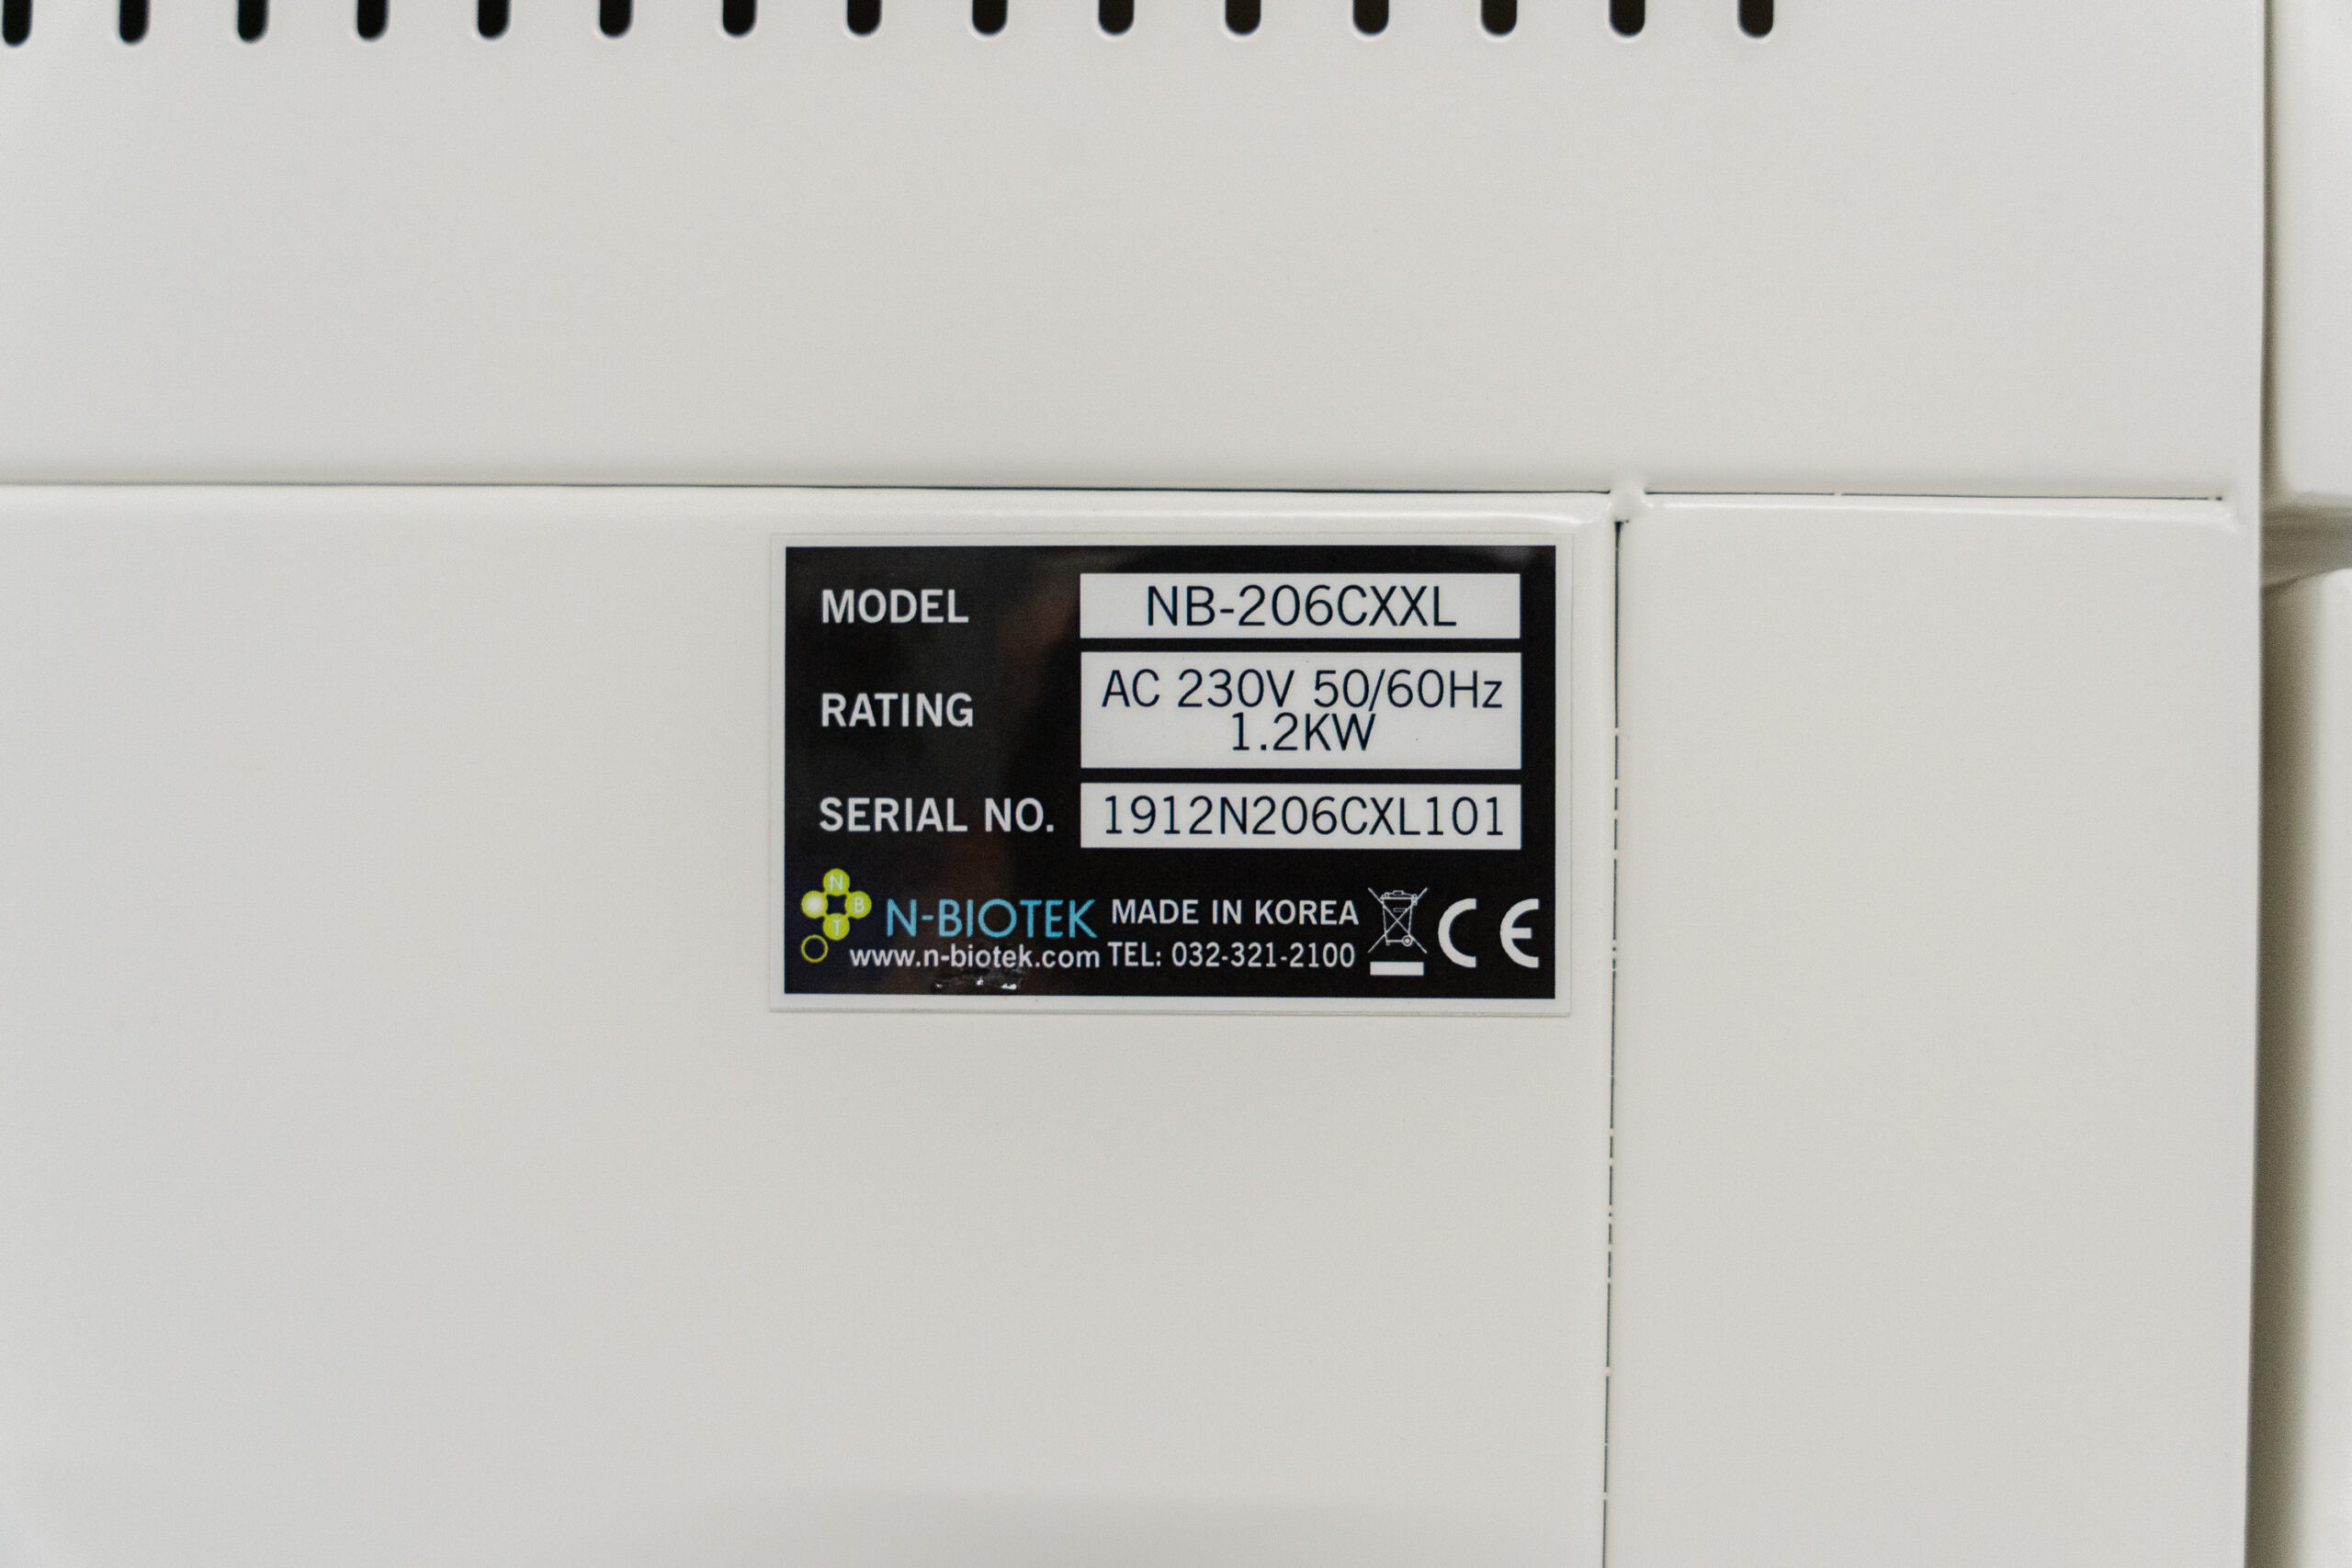 MODEL NB-206CXXL
RATING AC 230V 50/60Hz
1.2KW
SERIAL NO. 1912N206CXL101
N
B
T
N-BIOTEK MADE IN KOREA
www.n-biotek.com TEL: 032-321-2100
CE